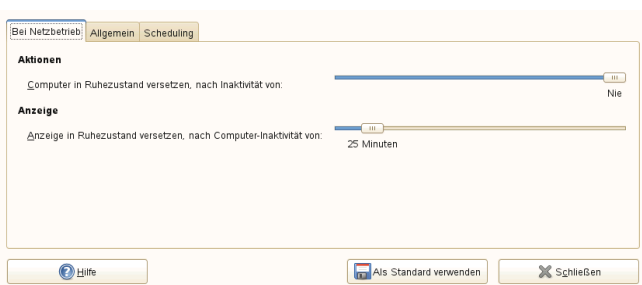 Bei Netzbetrieb Allgemein Scheduling
Aktionen
Computer in Ruhezustand versetzen, nach Inaktivität von:
Nie
Anzeige
Anzeige in Ruhezustand versetzen, nach Computer-Inaktivität von:
25 Minuten
Hilfe Als Standard verwenden Schließen